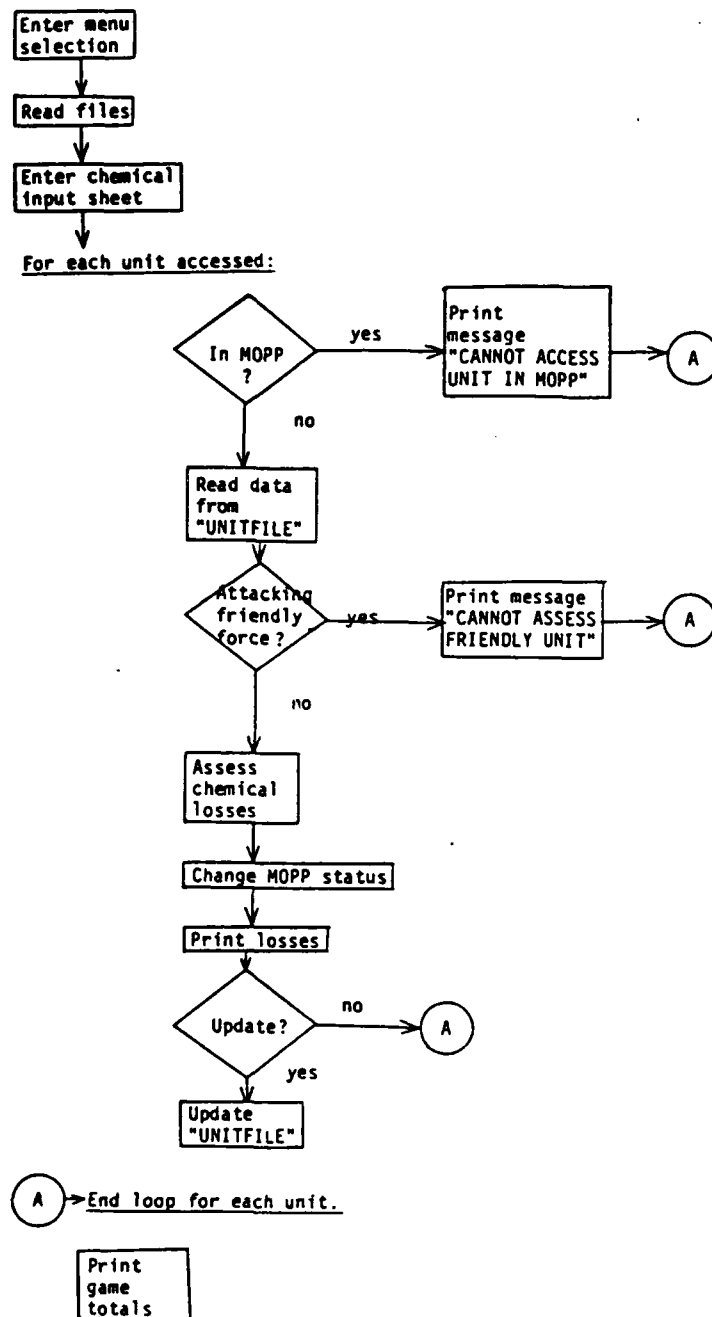 Enter menu
selection
Read files
Enter chemical
input sheet
For each unit accessed:
In MOPP
?
yes
Print
message
"CANNOT ACCESS
UNIT IN MOPP"
A
no
Read data
from
"UNITFILE"
Attacking
friendly
force?
yes
Print message
"CANNOT ASSESS
FRIENDLY UNIT"
A
no
Assess
chemical
losses
Change MOPP status
Print losses
Update?
no
A
yes
Update
"UNITFILE"
A
End loop for each unit.
Print
game
totals